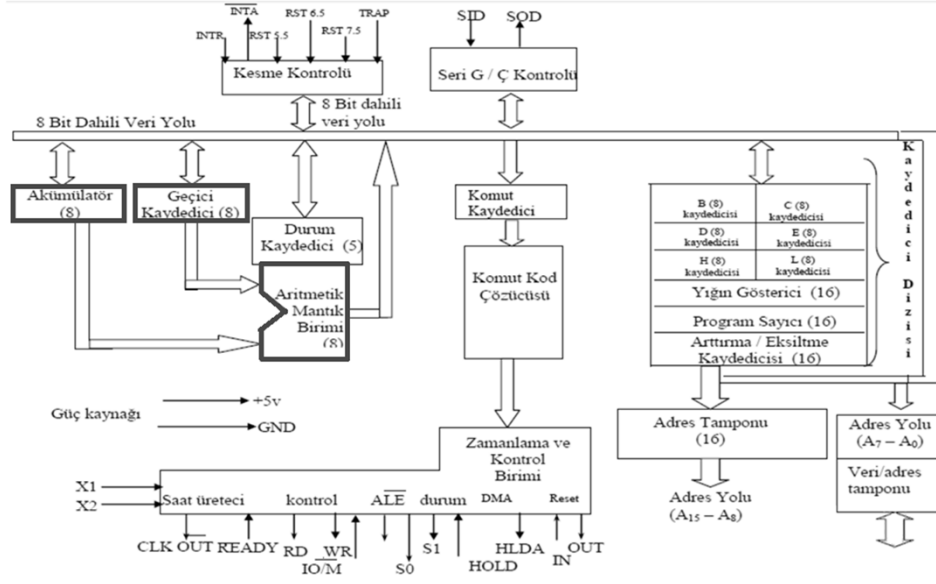 INTA
RST 6.5
TRAP
INTR
RST 5.5
RST 7.5
SID
SOD
Kesme Kontrolü
Seri G / Ç Kontrolü
8 Bit dahili
veri yolu
8 Bit Dahili Veri Yolu
Akümülatör
(8)
Geçici
Kaydedici (8)
Durum
Kaydedici (5)
Aritmetik
Mantık
Birimi
(8)
Komut
Kaydedici
Komut Kod
Çözücüsü
B (8)
kaydedicisi
C (8)
kaydedicisi
D (8)
kaydedicisi
E (8)
kaydedicisi
H (8)
kaydedicisi
L (8)
kaydedicisi
Yığın Gösterici (16)
Program Sayıcı (16)
Arttırma / Eksiltme
Kaydedicisi (16)
Kaydedici Dizisi
Güç kaynağı
+5v
GND
Adres Tamponu
(16)
Adres Yolu
(A7 – A0)
Veri/adres
tamponu
Adres Yolu
(A15 – A8)
Zamanlama ve
Kontrol
Birimi
X1
X2
Saat üreteci
kontrol
ALE
durum
DMA
Reset
CLK OUT
READY
RD
WR
IO/M
S0
S1
HOLD
HLDA
IN
OUT